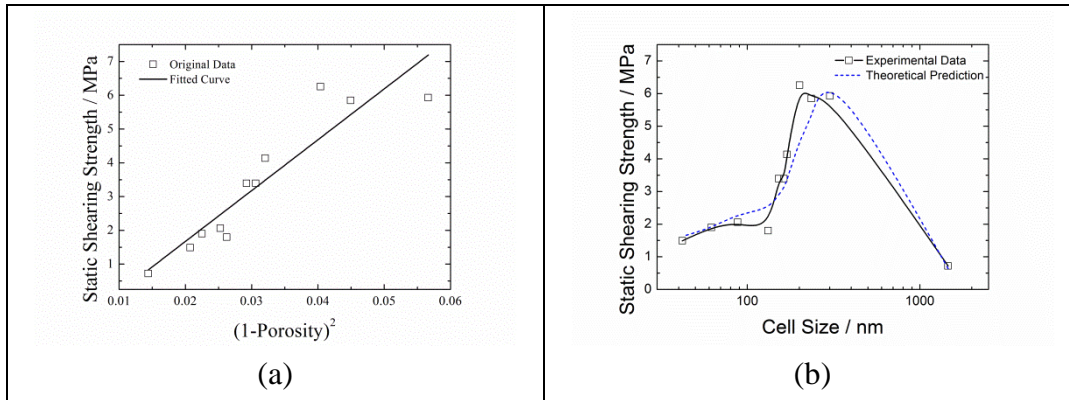 Static Shearing Strength / MPa
7
6
5
4
3
2
1
Original Data
Fitted Curve
0.01 0.02 0.03 0.04 0.05 0.06
(1-Porosity)²
(a)
Static Shearing Strength / MPa
7
6
5
4
3
2
1
0
Experimental Data
Theoretical Prediction
100 1000
Cell Size / nm
(b)